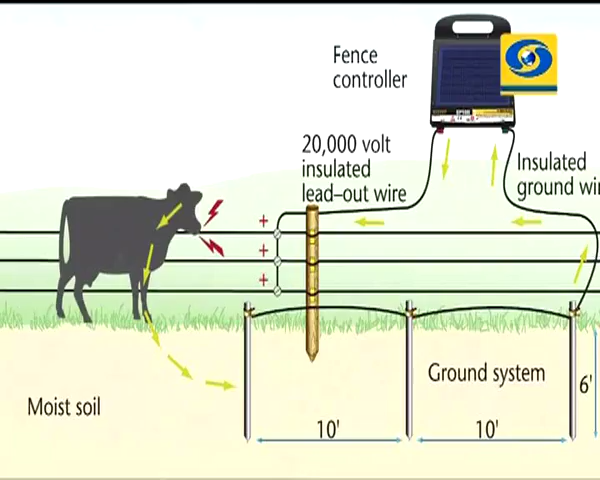 Fence
controller
20,000 volt
insulated
lead–out wire
Insulated
ground wi
+
+
+
Ground system
6'
Moist soil
10'
10'